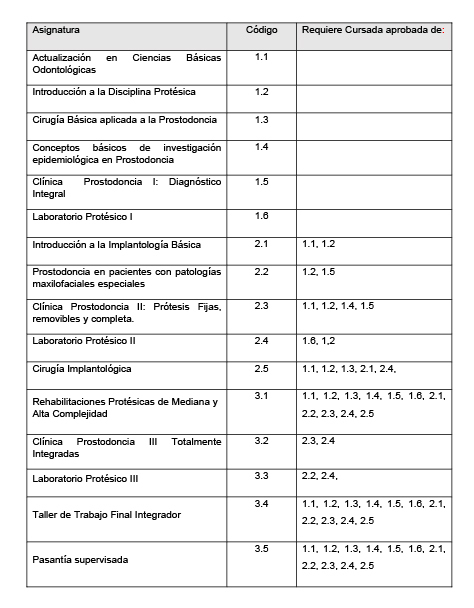 Asignatura Código Requiere Cursada aprobada de:
Actualización en Ciencias Básicas 1.1
Odontológicas
Introducción a la Disciplina Protésica 1.2
Cirugía Básica aplicada a la Prostodoncia 1.3
Conceptos básicos de investigación 1.4
epidemiológica en Prostodoncia
Clínica Prostodoncia I: Diagnóstico 1.5
Integral
Laboratorio Protésico I 1.6
Introducción a la Implantología Básica 2.1 1.1, 1.2
Prostodoncia en pacientes con patologías 2.2 1.2, 1.5
maxilofaciales especiales
Clínica Prostodoncia II: Prótesis Fijas, 2.3 1.1, 1.2, 1.4, 1.5
removibles y completa.
Laboratorio Protésico II 2.4 1.6, 1,2
Cirugía Implantológica 2.5 1.1, 1.2, 1.3, 2.1, 2.4,
Rehabilitaciones Protésicas de Mediana y 3.1 1.1, 1.2, 1.3, 1.4, 1.5, 1.6, 2.1,
Alta Complejidad 2.2, 2.3, 2.4, 2.5
Clínica Prostodoncia III Totalmente 3.2 2.3, 2.4
Integradas
Laboratorio Protésico III 3.3 2.2, 2.4,
Taller de Trabajo Final Integrador 3.4 1.1, 1.2, 1.3, 1.4, 1.5, 1.6, 2.1,
2.2, 2.3, 2.4, 2.5
Pasantía supervisada 3.5 1.1, 1.2, 1.3, 1.4, 1.5, 1.6, 2.1,
2.2, 2.3, 2.4, 2.5